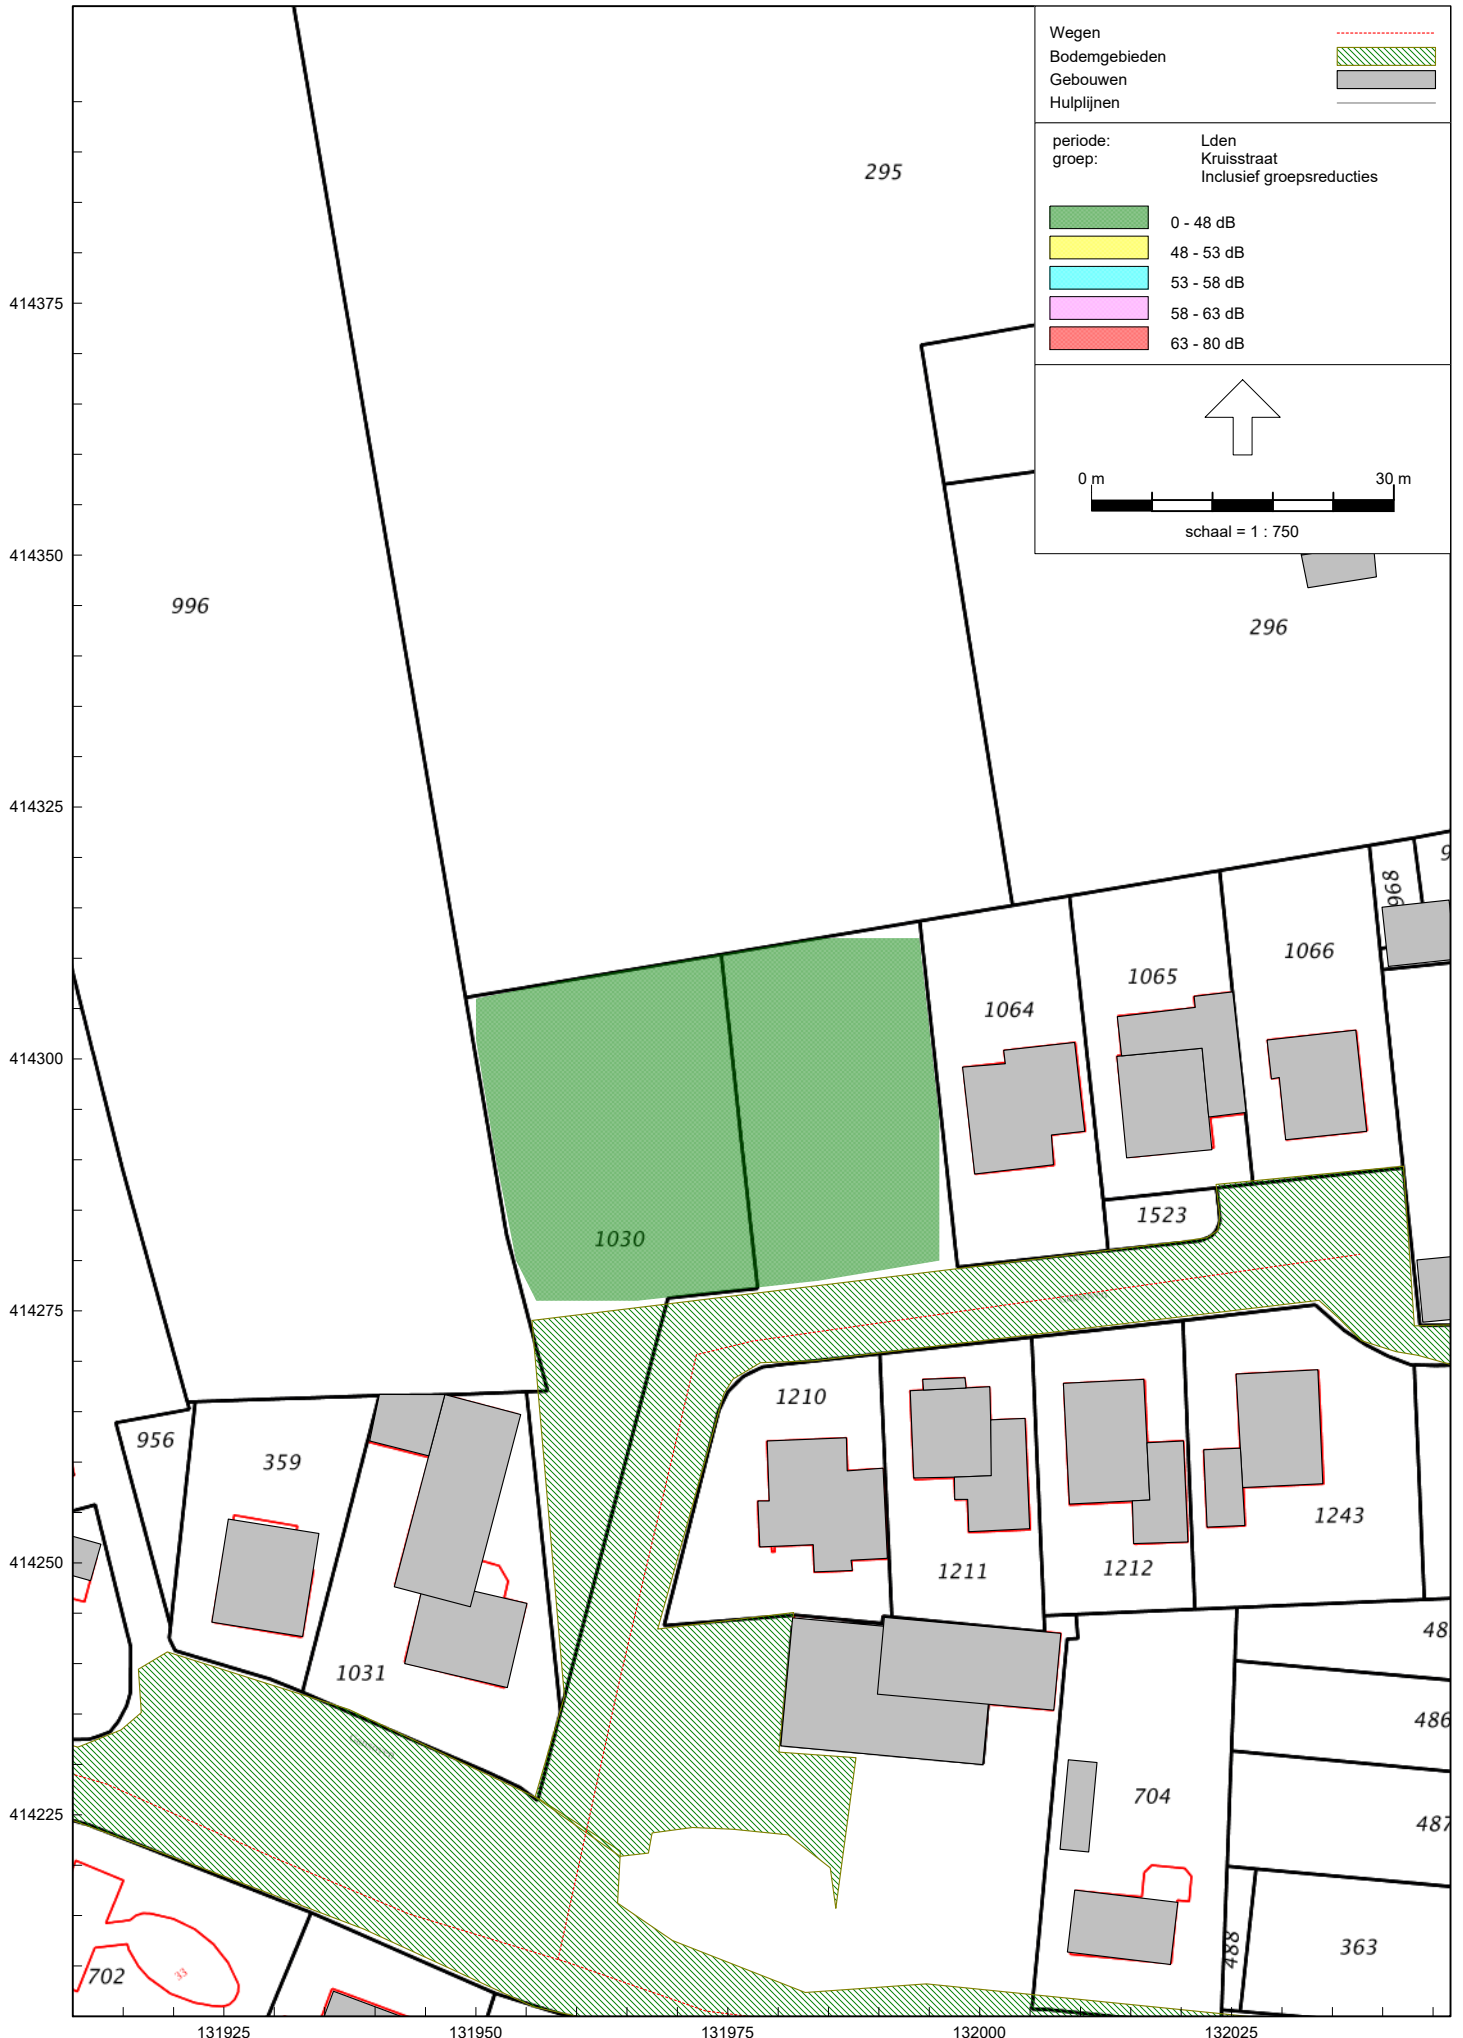 Wegen
Bodemgebieden
Gebouwen
Hulplijnen
periode: Lden
groep: Kruisstraat
Inclusief groepsreducties
0 - 48 dB
48 - 53 dB
53 - 58 dB
58 - 63 dB
63 - 80 dB
0 m 30 m
schaal = 1 : 750
295
414375
414350
996
296
414325
968
9
1066
1065
1064
414300
1030
1523
414275
1210
956
359
1243
414250
1211
1212
48
1031
486
704
414225
487
488
363
702
33
131925 131950 131975 132000 132025